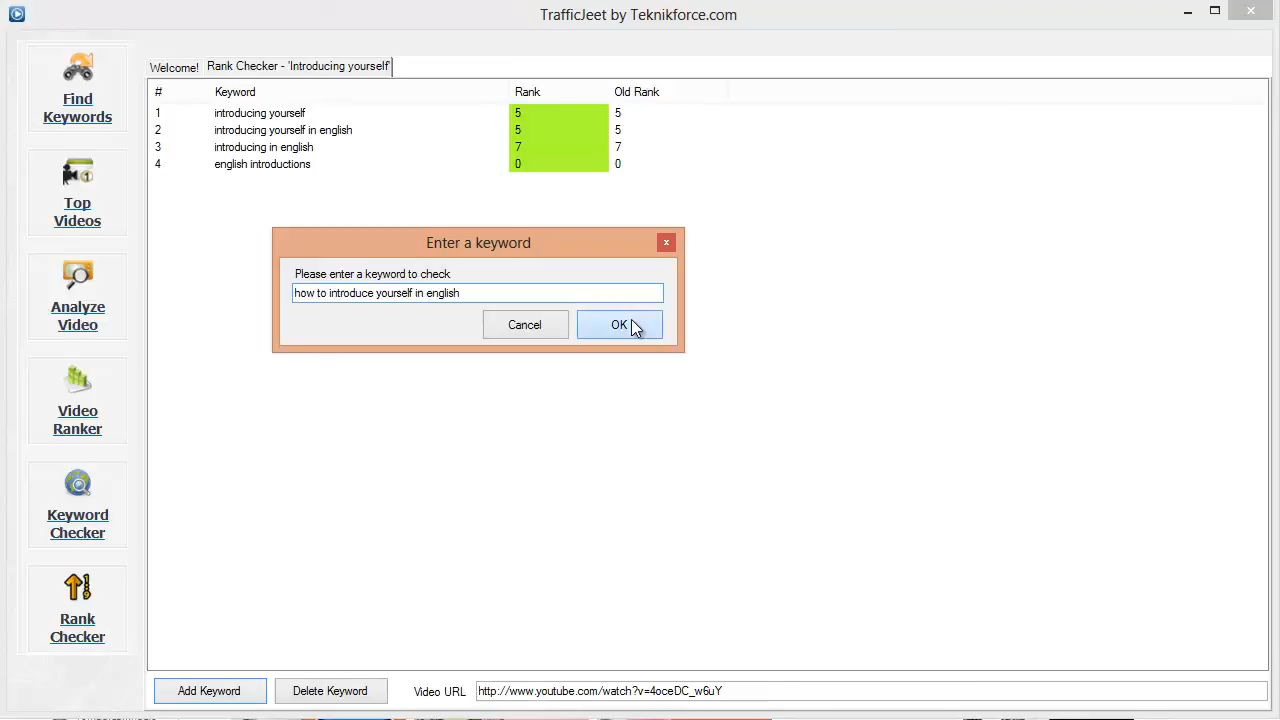 TrafficJeet by Teknikforce.com
Find
Keywords
Top
Videos
Analyze
Video
Video
Ranker
Keyword
Checker
Rank
Checker
Welcome! Rank Checker - 'Introducing yourself'
# Keyword Rank Old Rank
1 introducing yourself 5 5
2 introducing yourself in english 5 5
3 introducing in english 7 7
4 english introductions 0 0
Enter a keyword
Please enter a keyword to check
how to introduce yourself in english
Cancel OK
Add Keyword Delete Keyword Video URL http://www.youtube.com/watch?v=4oceDC_w6uY